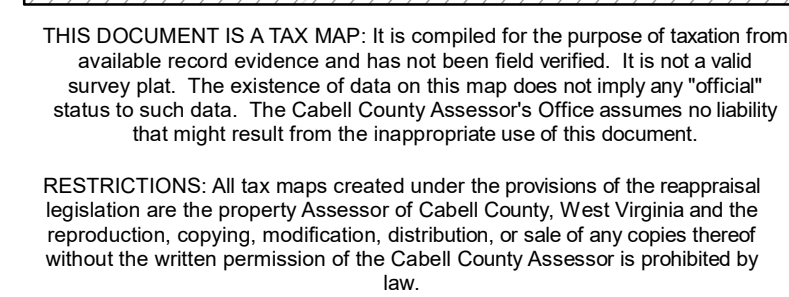 THIS DOCUMENT IS A TAX MAP: It is compiled for the purpose of taxation from
available record evidence and has not been field verified. It is not a valid
survey plat. The existence of data on this map does not imply any "official"
status to such data. The Cabell County Assessor's Office assumes no liability
that might result from the inappropriate use of this document.
RESTRICTIONS: All tax maps created under the provisions of the reappraisal
legislation are the property Assessor of Cabell County, West Virginia and the
reproduction, copying, modification, distribution, or sale of any copies thereof
without the written permission of the Cabell County Assessor is prohibited by
law.